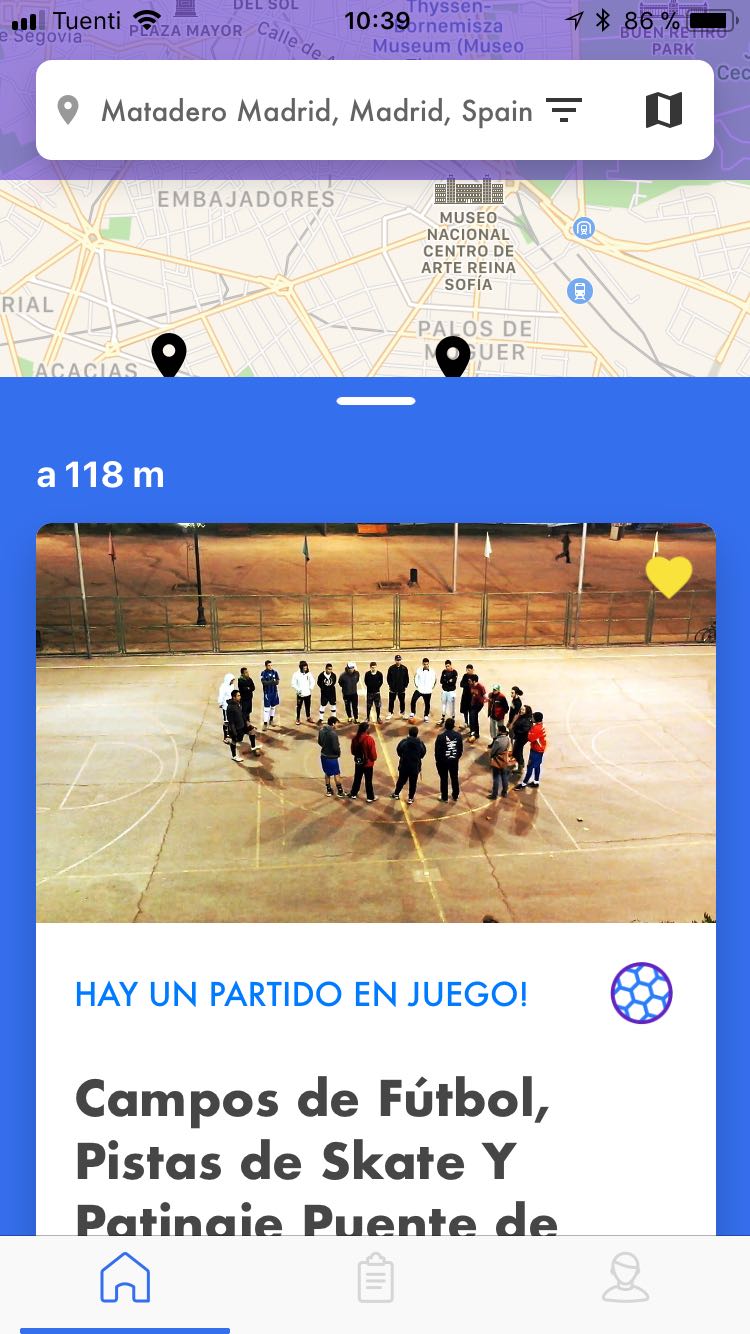 DEL SOL
Thyssen-
Tuenti
10:39
86 %
e Segovia
PLAZA MAYOR
Calle de A
Bornemisza
Museum (Museo
BUEN RETIRO
PARK
Cec
Matadero Madrid, Madrid, Spain
EMBAJADORES
MUSEO
NACIONAL
CENTRO DE
ARTE REINA
SOFÍA
RIAL
PALOS DE
ACACIAS
a 118 m
HAY UN PARTIDO EN JUEGO!
Campos de Fútbol,
Pistas de Skate Y
Patinaje Puente de